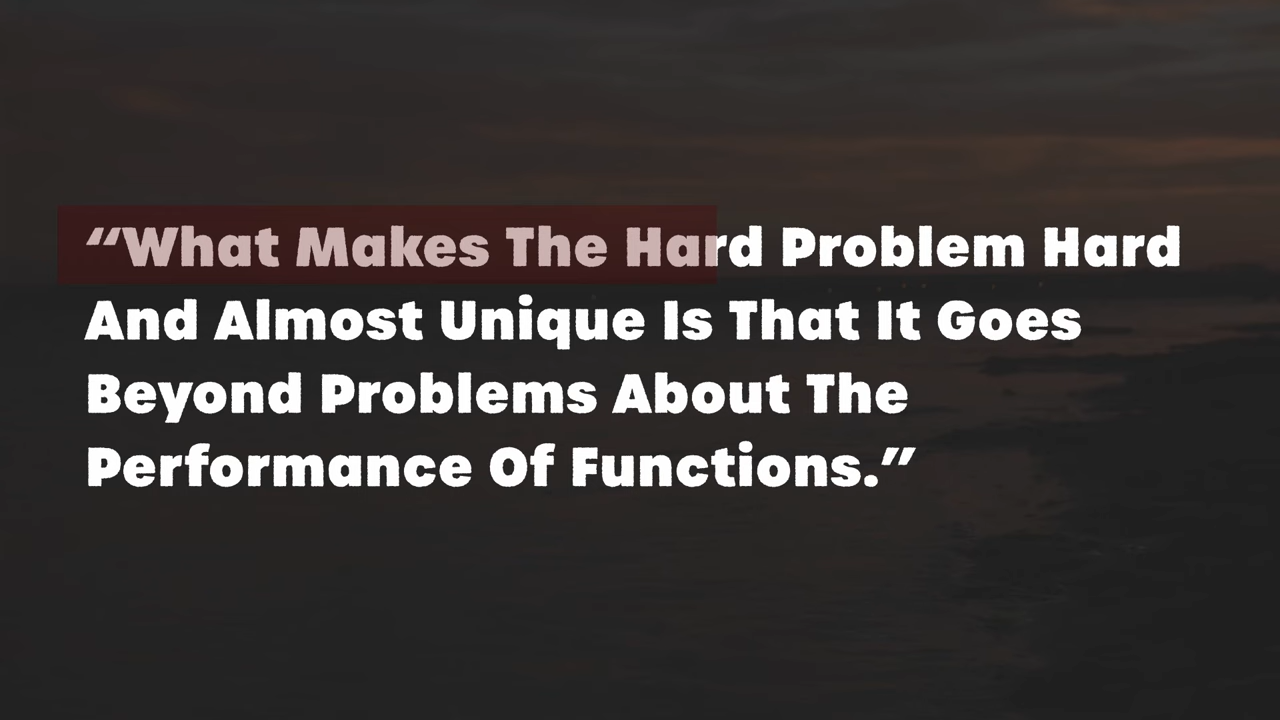 “What Makes The Hard Problem Hard
And Almost Unique Is That It Goes
Beyond Problems About The
Performance Of Functions.”